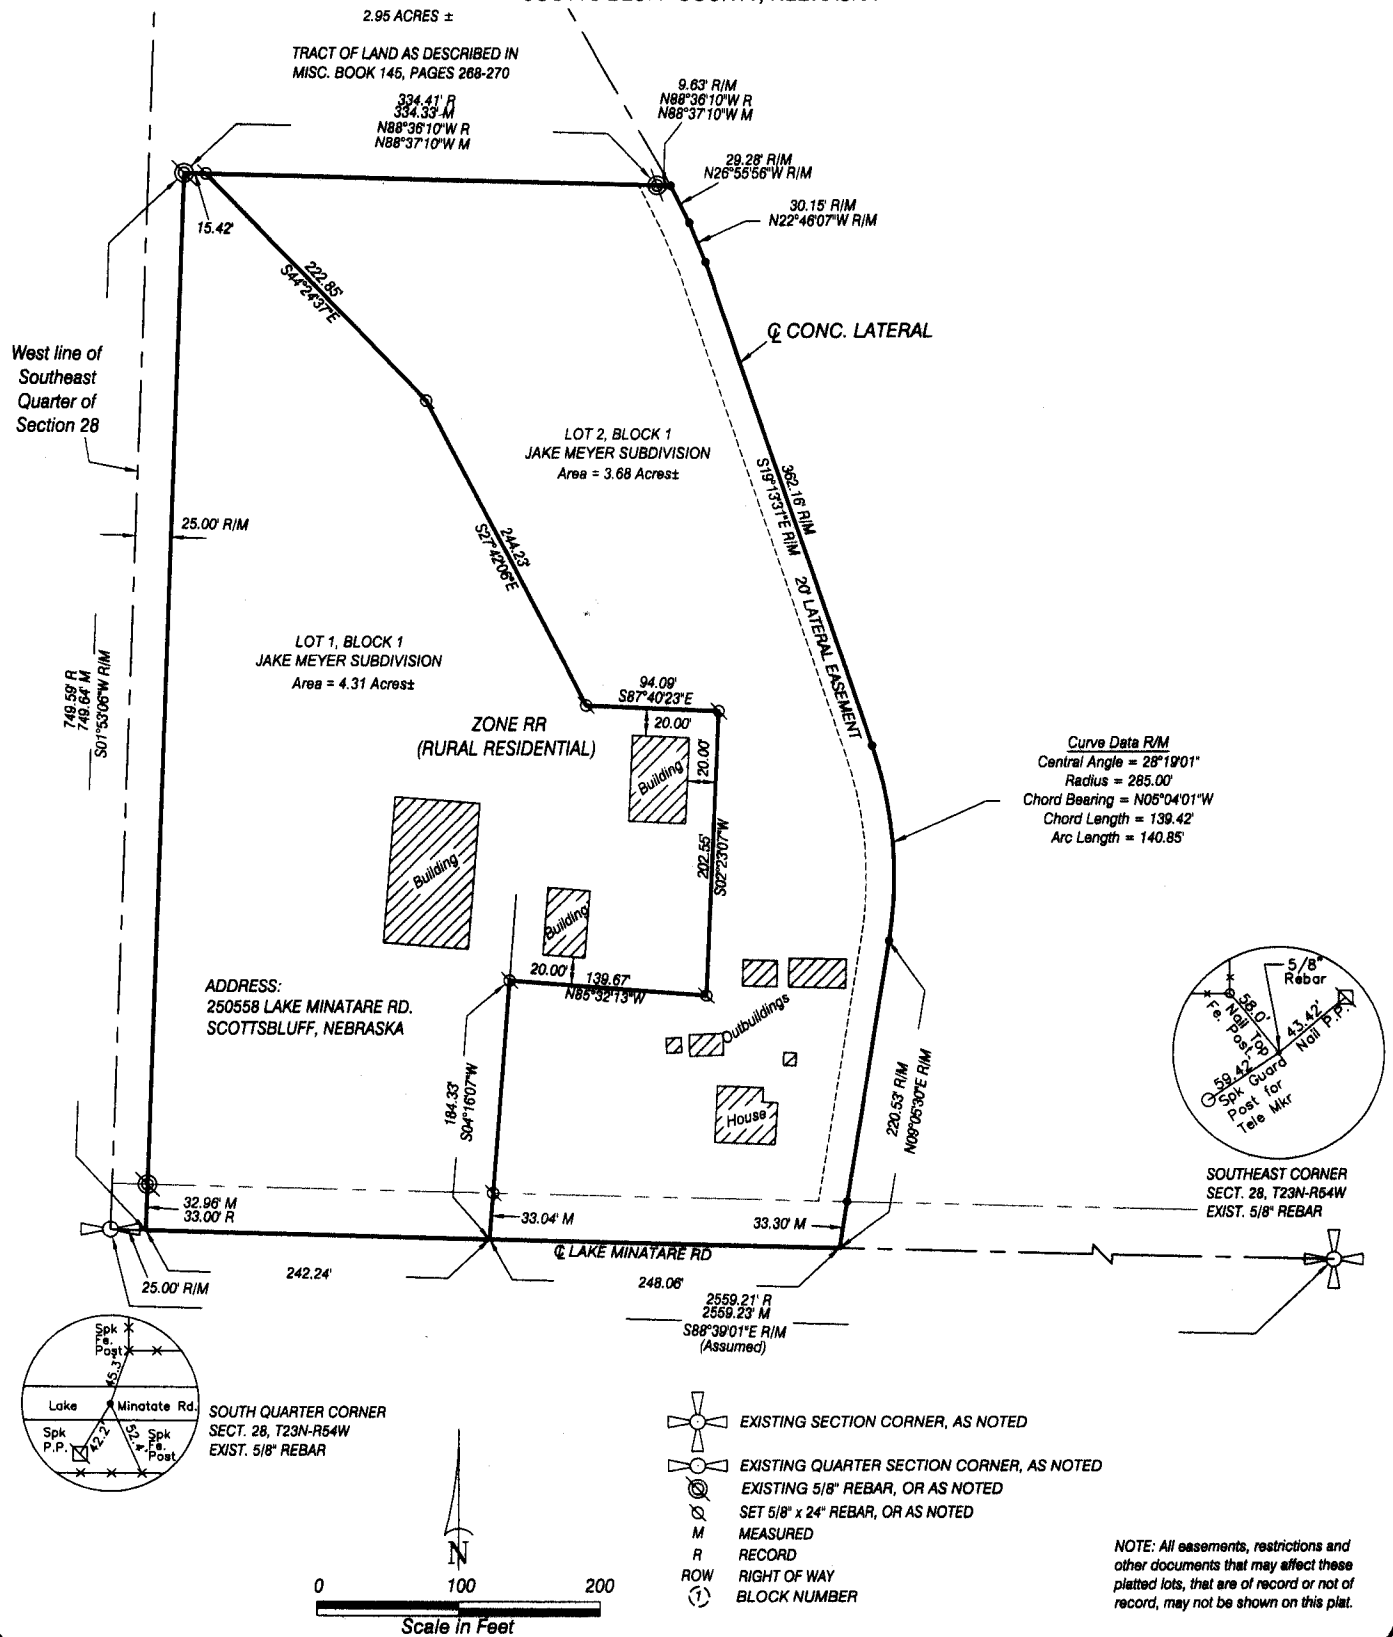 2.95 ACRES ±
TRACT OF LAND AS DESCRIBED IN
MISC. BOOK 145, PAGES 268-270
334.41' R
334.33' M
N88°36'10"W R
N88°37'10"W M
9.63' R/M
N88°36'10"W R
N88°37'10"W M
29.28' R/M
N26°55'56"W R/M
30.15' R/M
N22°46'07"W R/M
15.42'
222.85'
S44°24'37"E
℄ CONC. LATERAL
West line of
Southeast
Quarter of
Section 28
LOT 2, BLOCK 1
JAKE MEYER SUBDIVISION
Area = 3.68 Acres±
362.16' R/M
S19°13'31"E R/M
25.00' R/M
244.23'
S27°42'06"E
20' LATERAL EASEMENT
LOT 1, BLOCK 1
JAKE MEYER SUBDIVISION
Area = 4.31 Acres±
749.59' R
749.64' M
S01°53'06"W R/M
94.09'
S87°40'23"E
20.00'
20.00'
ZONE RR
(RURAL RESIDENTIAL)
Building
Curve Data R/M
Central Angle = 28°19'01"
Radius = 285.00'
Chord Bearing = N05°04'01"W
Chord Length = 139.42'
Arc Length = 140.85'
202.55'
S02°23'07"W
Building
Building
20.00'
139.67'
N85°32'13"W
ADDRESS:
250558 LAKE MINATARE RD.
SCOTTSBLUFF, NEBRASKA
Outbuildings
House
184.33'
S04°16'07"W
220.53' R/M
N09°05'30"E R/M
5/8"
Rebar
58.0'
Nail Top
Fe. Post
43.42'
Nail P.P.
59.42'
Spk Guard
Post for
Tele Mkr
SOUTHEAST CORNER
SECT. 28, T23N-R54W
EXIST. 5/8" REBAR
32.96' M
33.00' R
33.04' M
33.30' M
℄ LAKE MINATARE RD
25.00' R/M
242.24'
248.06'
2559.21' R
2559.23' M
S88°39'01"E R/M
(Assumed)
Spk
Fe.
Post
45.3'
Lake Minatate Rd.
Spk
P.P.
42.2'
52.4'
Spk
Fe.
Post
SOUTH QUARTER CORNER
SECT. 28, T23N-R54W
EXIST. 5/8" REBAR
EXISTING SECTION CORNER, AS NOTED
EXISTING QUARTER SECTION CORNER, AS NOTED
EXISTING 5/8" REBAR, OR AS NOTED
SET 5/8" x 24" REBAR, OR AS NOTED
M MEASURED
R RECORD
ROW RIGHT OF WAY
1 BLOCK NUMBER
N
0 100 200
Scale in Feet
NOTE: All easements, restrictions and
other documents that may affect these
platted lots, that are of record or not of
record, may not be shown on this plat.